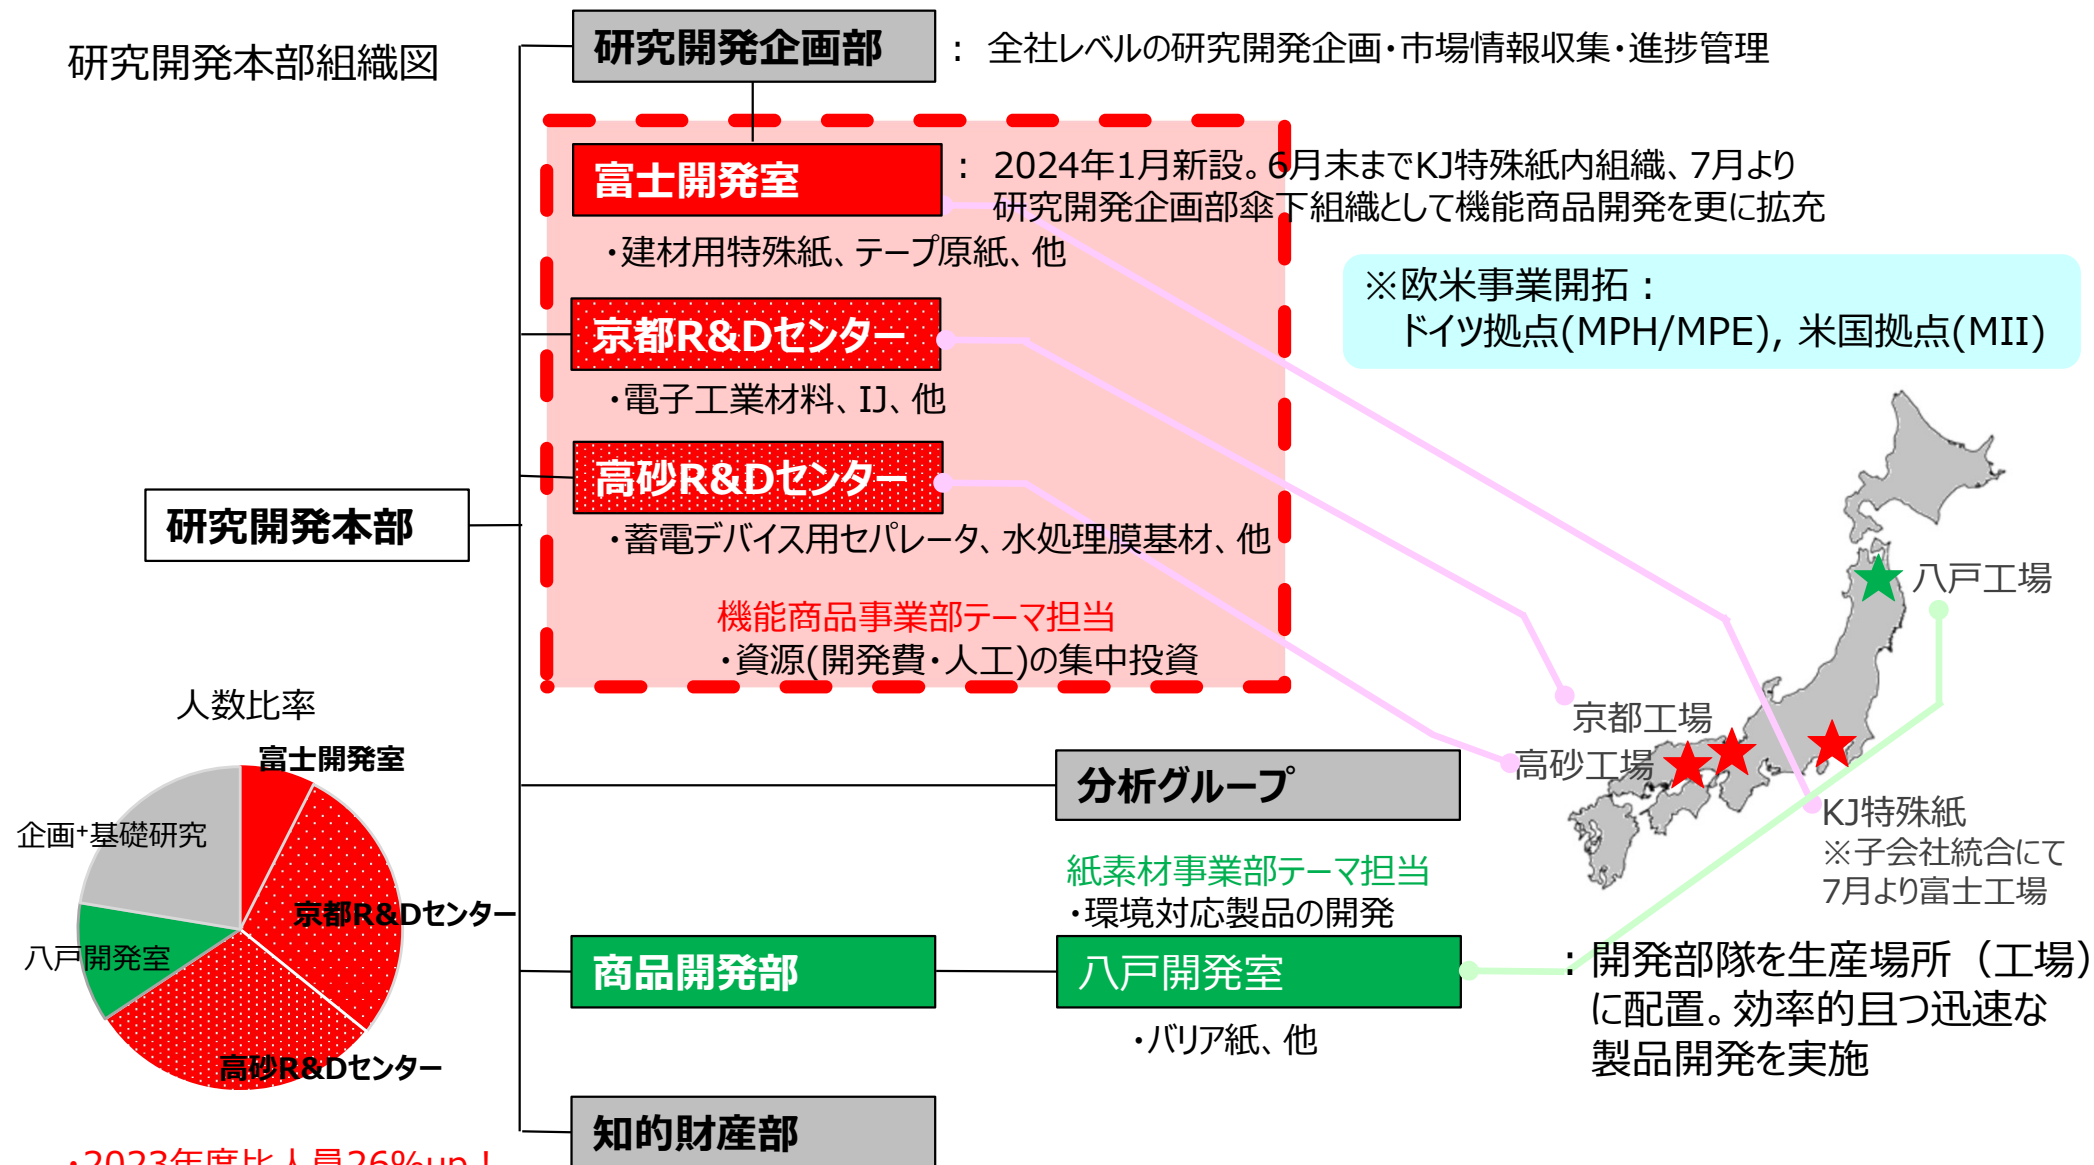 研究開発本部組織図
研究開発企画部
： 全社レベルの研究開発企画・市場情報収集・進捗管理
富士開発室
： 2024年1月新設。6月末までKJ特殊紙内組織、7月より
研究開発企画部傘下組織として機能商品開発を更に拡充
・建材用特殊紙、テープ原紙、他
※欧米事業開拓：
ドイツ拠点(MPH/MPE), 米国拠点(MII)
京都R&Dセンター
・電子工業材料、IJ、他
高砂R&Dセンター
・蓄電デバイス用セパレータ、水処理膜基材、他
研究開発本部
機能商品事業部テーマ担当
・資源(開発費・人工)の集中投資
八戸工場
京都工場
高砂工場
KJ特殊紙
※子会社統合にて
7月より富士工場
人数比率
富士開発室
企画+基礎研究
京都R&Dセンター
八戸開発室
高砂R&Dセンター
・2023年度比人員26%up！
分析グループ
紙素材事業部テーマ担当
・環境対応製品の開発
商品開発部
八戸開発室
・バリア紙、他
：開発部隊を生産場所（工場）
に配置。効率的且つ迅速な
製品開発を実施
知的財産部